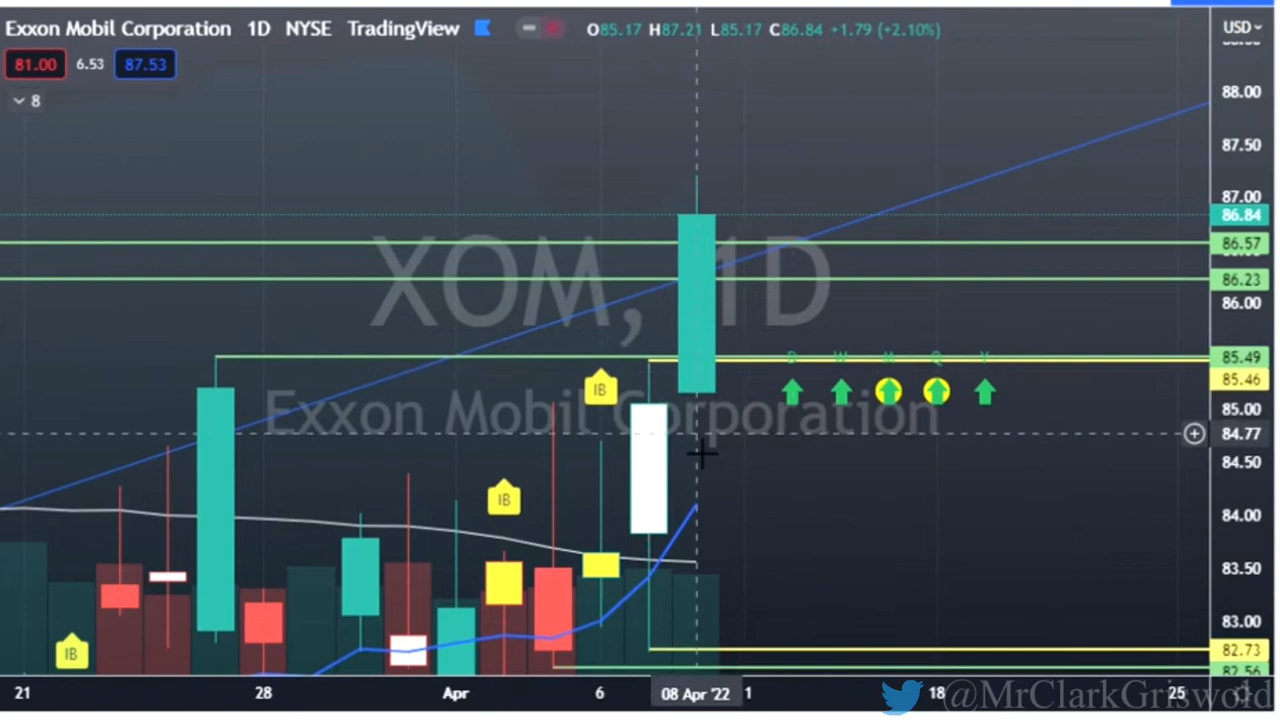 Exxon Mobil Corporation 1D NYSE TradingView O85.17 H87.21 L85.17 C86.84 +1.79 (+2.10%) USD
81.00 6.53 87.53
8
88.00
87.50
87.00
86.84
86.57
86.23
86.00
XOM, 1D
85.49
D W M Q Y
85.46
IB
85.00
Exxon Mobil Corporation
84.77
84.50
IB
84.00
83.50
83.00
IB
82.73
82.56
21 28 Apr 6 08 Apr '22 1 18 25
@MrClarkGriswold